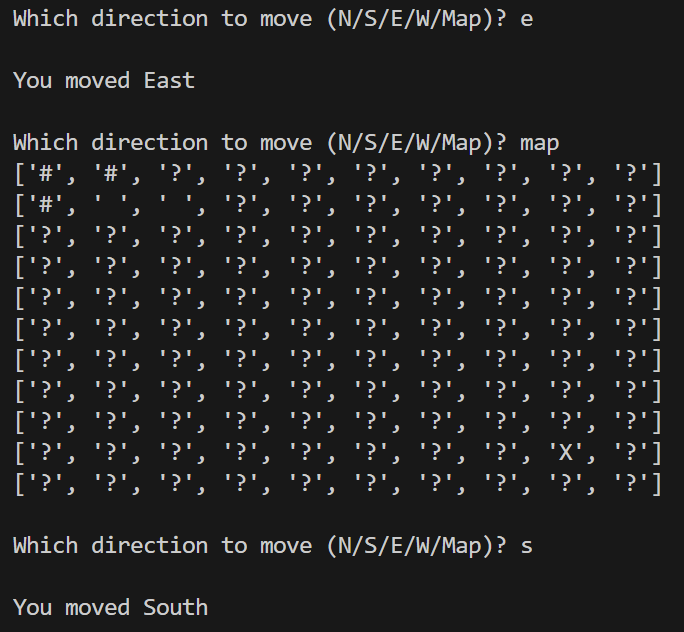 Which direction to move (N/S/E/W/Map)? e
You moved East
Which direction to move (N/S/E/W/Map)? map
['#', '#', '?', '?', '?', '?', '?', '?', '?', '?']
['#', ' ', ' ', '?', '?', '?', '?', '?', '?', '?']
['?', '?', '?', '?', '?', '?', '?', '?', '?', '?']
['?', '?', '?', '?', '?', '?', '?', '?', '?', '?']
['?', '?', '?', '?', '?', '?', '?', '?', '?', '?']
['?', '?', '?', '?', '?', '?', '?', '?', '?', '?']
['?', '?', '?', '?', '?', '?', '?', '?', '?', '?']
['?', '?', '?', '?', '?', '?', '?', '?', '?', '?']
['?', '?', '?', '?', '?', '?', '?', '?', '?', '?']
['?', '?', '?', '?', '?', '?', '?', '?', 'X', '?']
['?', '?', '?', '?', '?', '?', '?', '?', '?', '?']
Which direction to move (N/S/E/W/Map)? s
You moved South